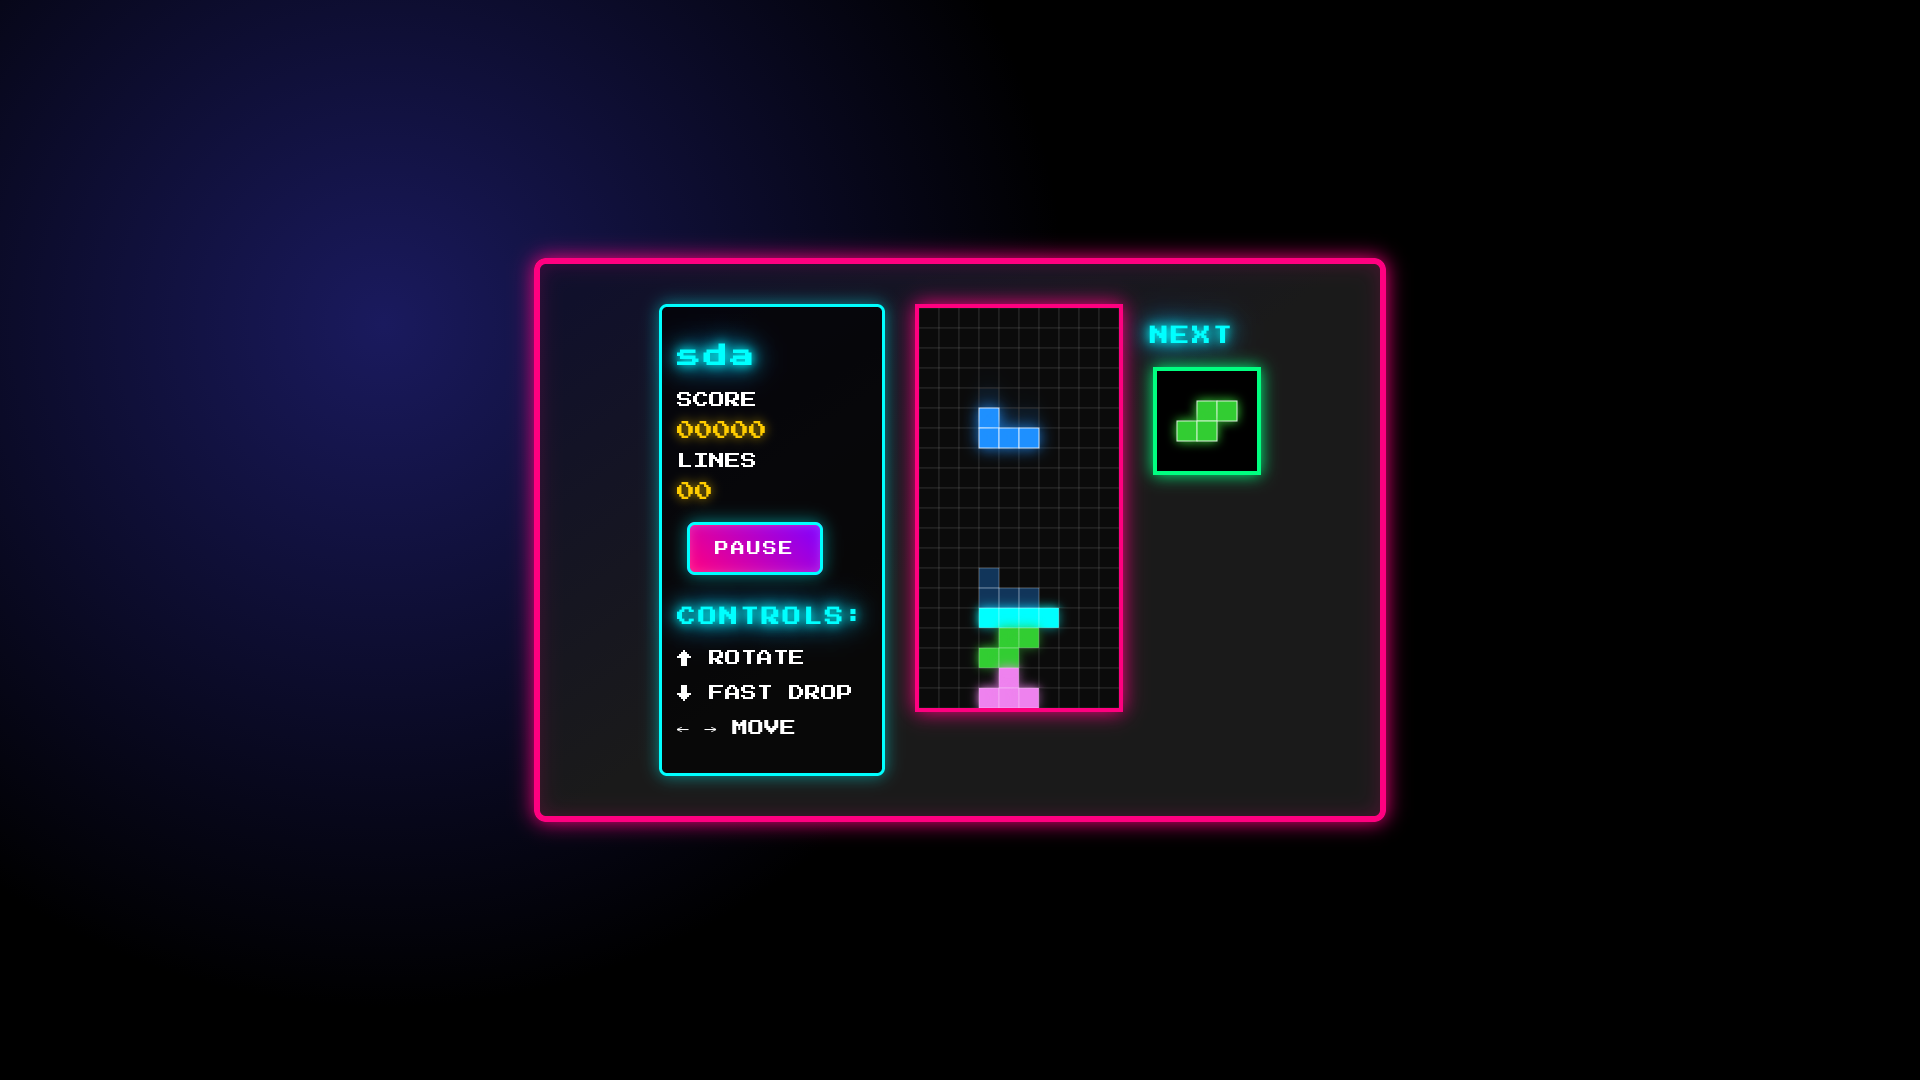 sda
SCORE
00000
LINES
00
PAUSE
CONTROLS:
🡅 ROTATE
🡇 FAST DROP
← → MOVE
NEXT